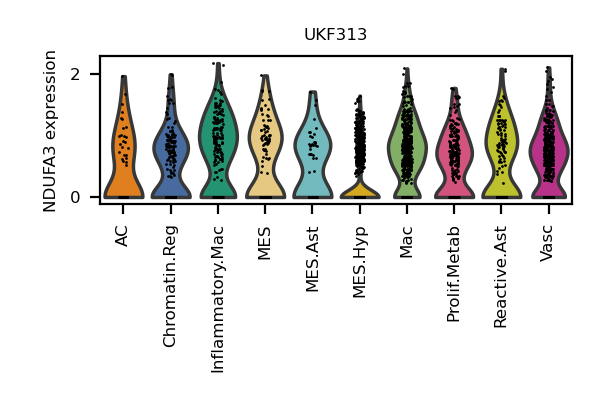 UKF313
NDUFA3 expression
2
0
AC
Chromatin.Reg
Inflammatory.Mac
MES
MES.Ast
MES.Hyp
Mac
Prolif.Metab
Reactive.Ast
Vasc